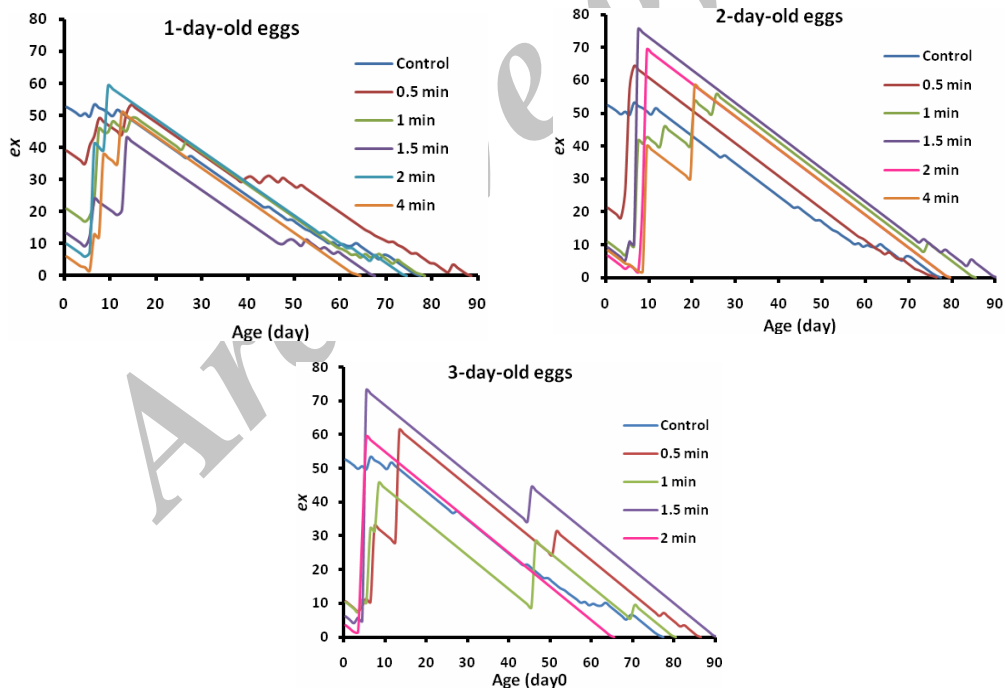 1-day-old eggs
80
70
60
50
40
30
20
10
0
ex
0 10 20 30 40 50 60 70 80 90
Age (day)
Control
0.5 min
1 min
1.5 min
2 min
4 min
2-day-old eggs
80
70
60
50
40
30
20
10
0
ex
0 10 20 30 40 50 60 70 80 90
Age (day)
Control
0.5 min
1 min
1.5 min
2 min
4 min
3-day-old eggs
80
70
60
50
40
30
20
10
0
ex
0 10 20 30 40 50 60 70 80 90
Age (day0
Control
0.5 min
1 min
1.5 min
2 min